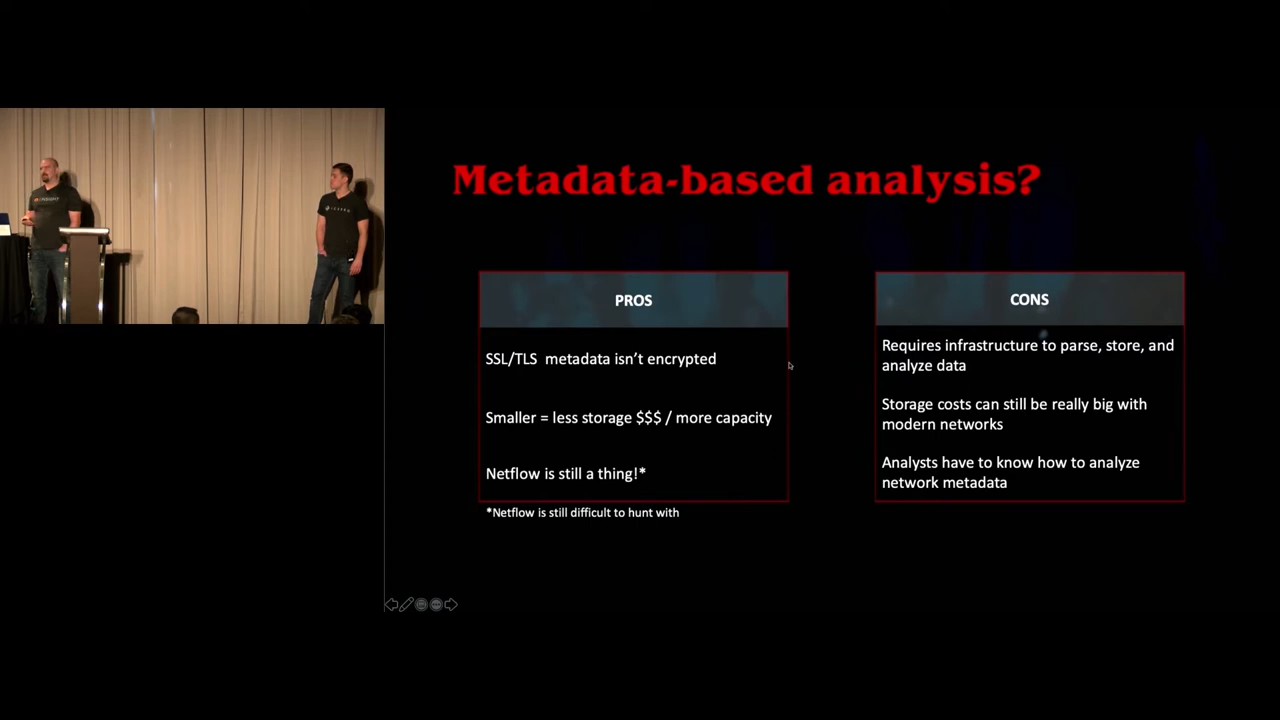 Metadata-based analysis?
PROS
SSL/TLS metadata isn't encrypted
Smaller = less storage $$$ / more capacity
Netflow is still a thing!*
*Netflow is still difficult to hunt with
CONS
Requires infrastructure to parse, store, and
analyze data
Storage costs can still be really big with
modern networks
Analysts have to know how to analyze
network metadata